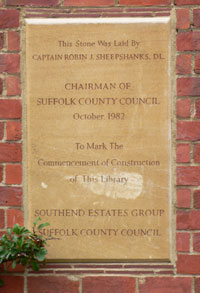 This Stone Was Laid By
CAPTAIN ROBIN J. SHEEPSHANKS, DL.
CHAIRMAN OF
SUFFOLK COUNTY COUNCIL
October 1982
To Mark The
Commencement of Construction
of This Library
SOUTHEND ESTATES GROUP
SUFFOLK COUNTY COUNCIL